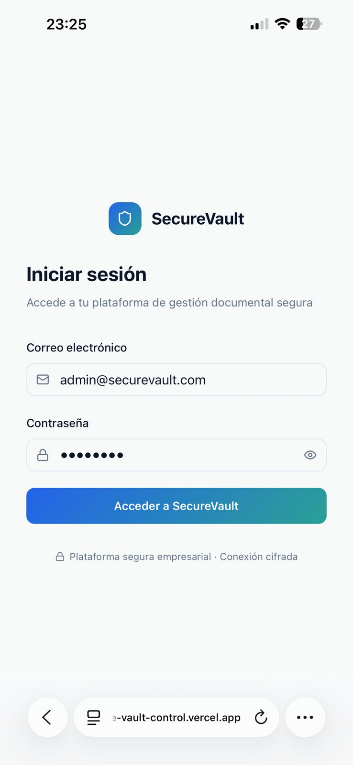 23:25
27
SecureVault
Iniciar sesión
Accede a tu plataforma de gestión documental segura
Correo electrónico
admin@securevault.com
Contraseña
••••••••
Acceder a SecureVault
Plataforma segura empresarial · Conexión cifrada
-vault-control.vercel.app